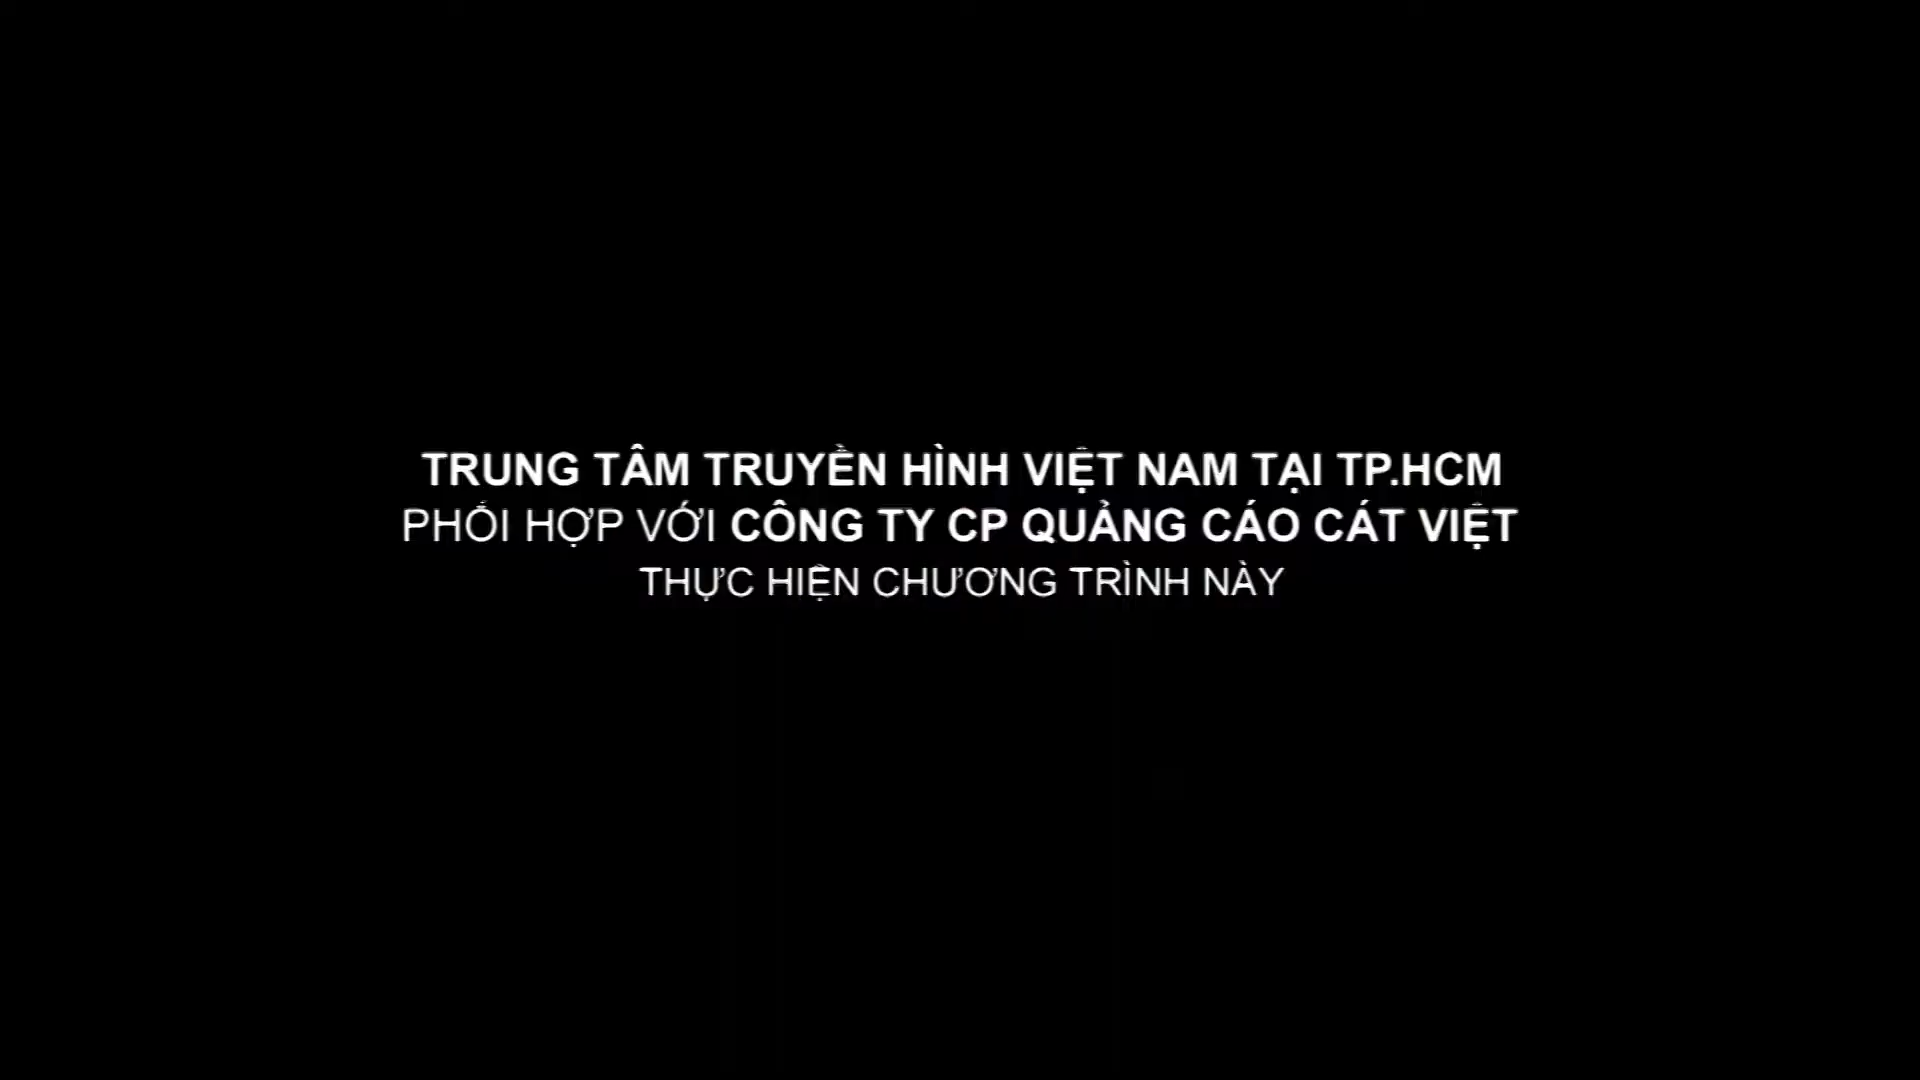 TRUNG TÂM TRUYỀN HÌNH VIỆT NAM TẠI TP.HCM
PHỐI HỢP VỚI CÔNG TY CP QUẢNG CÁO CÁT VIỆT
THỰC HIỆN CHƯƠNG TRÌNH NÀY